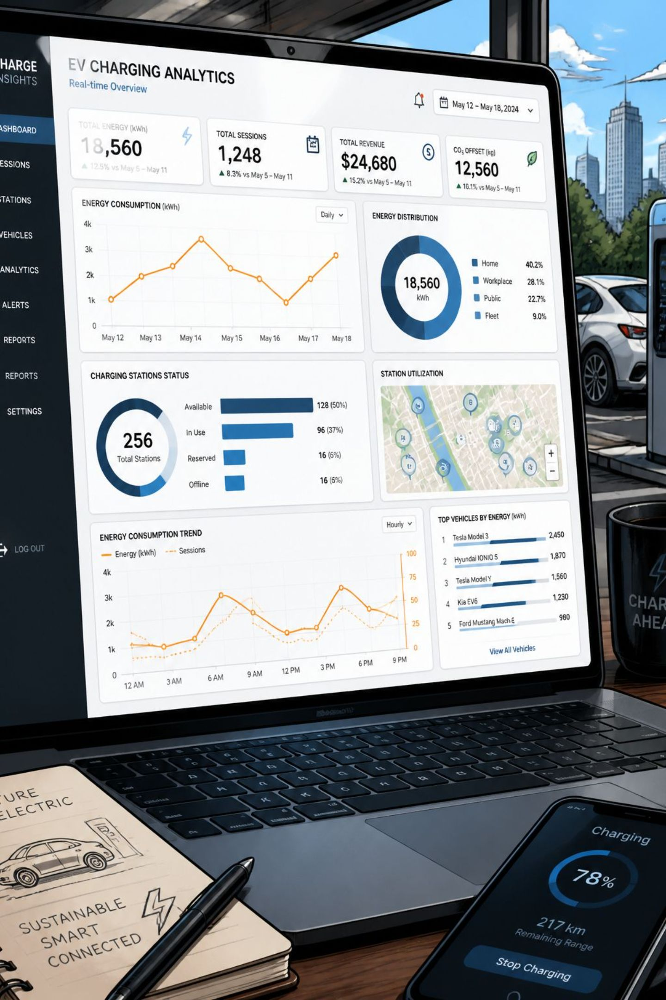 HARGE
NSIGHTS
ASHBOARD
ESSIONS
STATIONS
VEHICLES
ANALYTICS
ALERTS
REPORTS
REPORTS
SETTINGS
LOG OUT
EV CHARGING ANALYTICS
Real-time Overview
May 12 – May 18, 2024
TOTAL ENERGY (kWh)
18,560
▲ 12.5% vs May 5 – May 11
TOTAL SESSIONS
1,248
▲ 8.3% vs May 5 – May 11
TOTAL REVENUE
$24,680
▲ 15.2% vs May 5 – May 11
CO₂ OFFSET (kg)
12,560
▲ 16.1% vs May 5 – May 11
ENERGY CONSUMPTION (kWh)
Daily
4k
3k
2k
1k
0
May 12 May 13 May 14 May 15 May 16 May 17 May 18
ENERGY DISTRIBUTION
18,560
kWh
Home 40.2%
Workplace 28.1%
Public 22.7%
Fleet 9.0%
CHARGING STATIONS STATUS
256
Total Stations
Available 128 (50%)
In Use 96 (37%)
Reserved 16 (6%)
Offline 16 (6%)
STATION UTILIZATION
+
−
ENERGY CONSUMPTION TREND
Hourly
Energy (kWh) Sessions
4k
3k
2k
1k
0
100
75
50
25
0
12 AM 3 AM 6 AM 9 AM 12 PM 3 PM 6 PM 9 PM
TOP VEHICLES BY ENERGY (kWh)
1 Tesla Model 3 2,450
2 Hyundai IONIQ 5 1,870
3 Tesla Model Y 1,560
4 Kia EV6 1,230
5 Ford Mustang Mach E 980
View All Vehicles
CHAR
AHEA
TURE
ELECTRIC
SUSTAINABLE
SMART
CONNECTED
Charging
78%
217 km
Remaining Range
Stop Charging